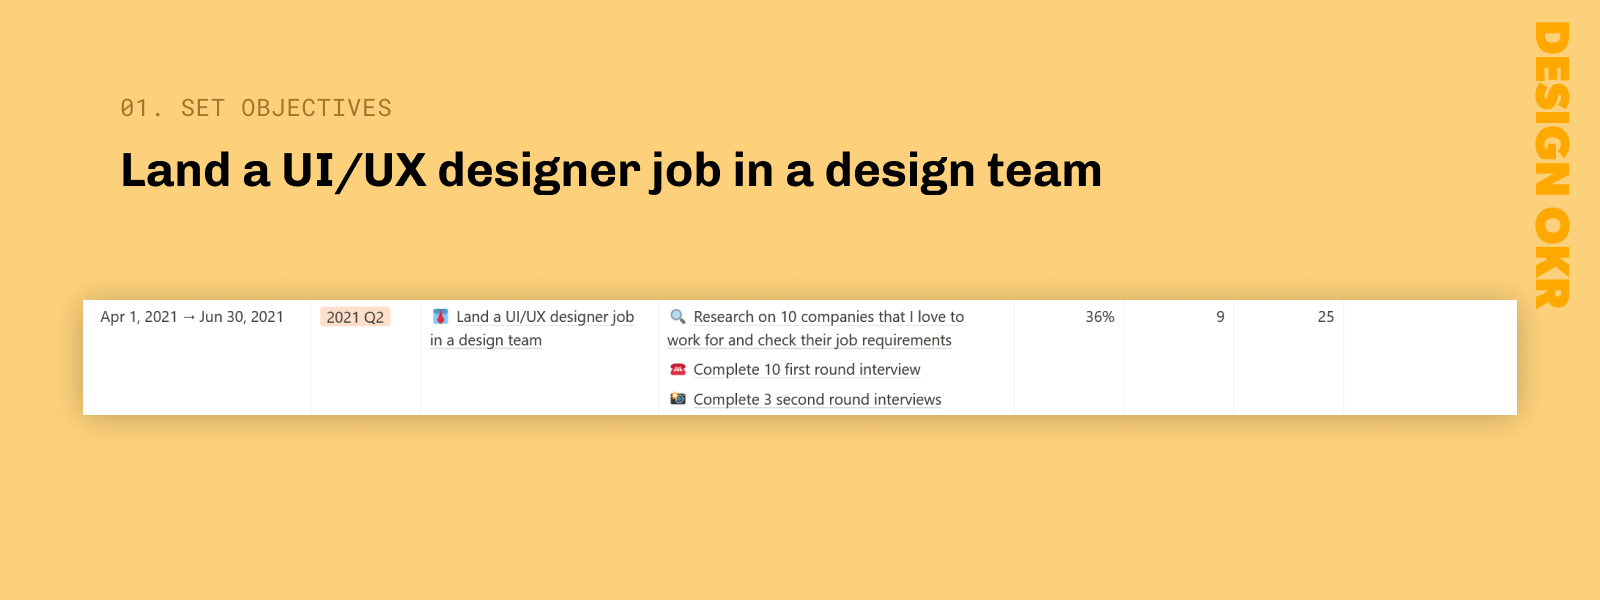 01. SET OBJECTIVES
Land a UI/UX designer job in a design team
DESIGN OKR
Apr 1, 2021 → Jun 30, 2021
2021 Q2
Land a UI/UX designer job
in a design team
Research on 10 companies that I love to
work for and check their job requirements
Complete 10 first round interview
Complete 3 second round interviews
36%
9
25